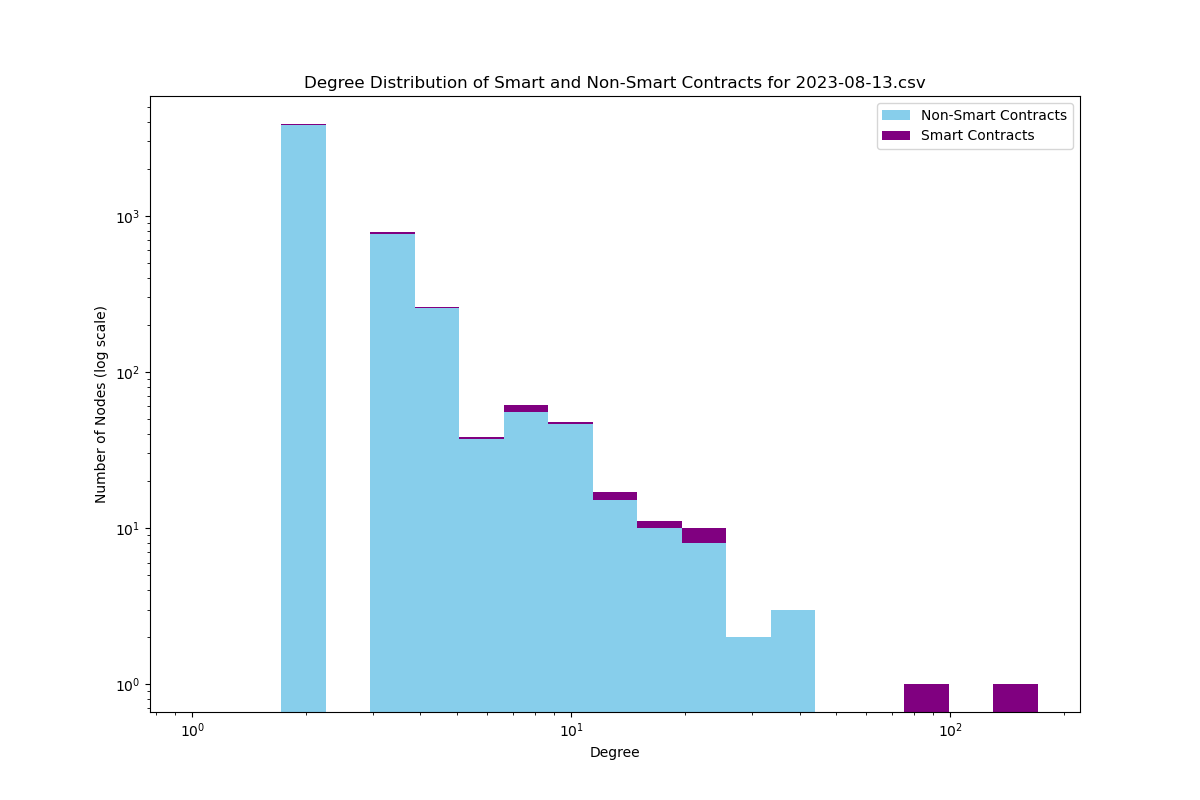 Degree Distribution of Smart and Non-Smart Contracts for 2023-08-13.csv
Non-Smart Contracts
Smart Contracts
Number of Nodes (log scale)
10³
10²
10¹
10⁰
10⁰ 10¹ 10²
Degree